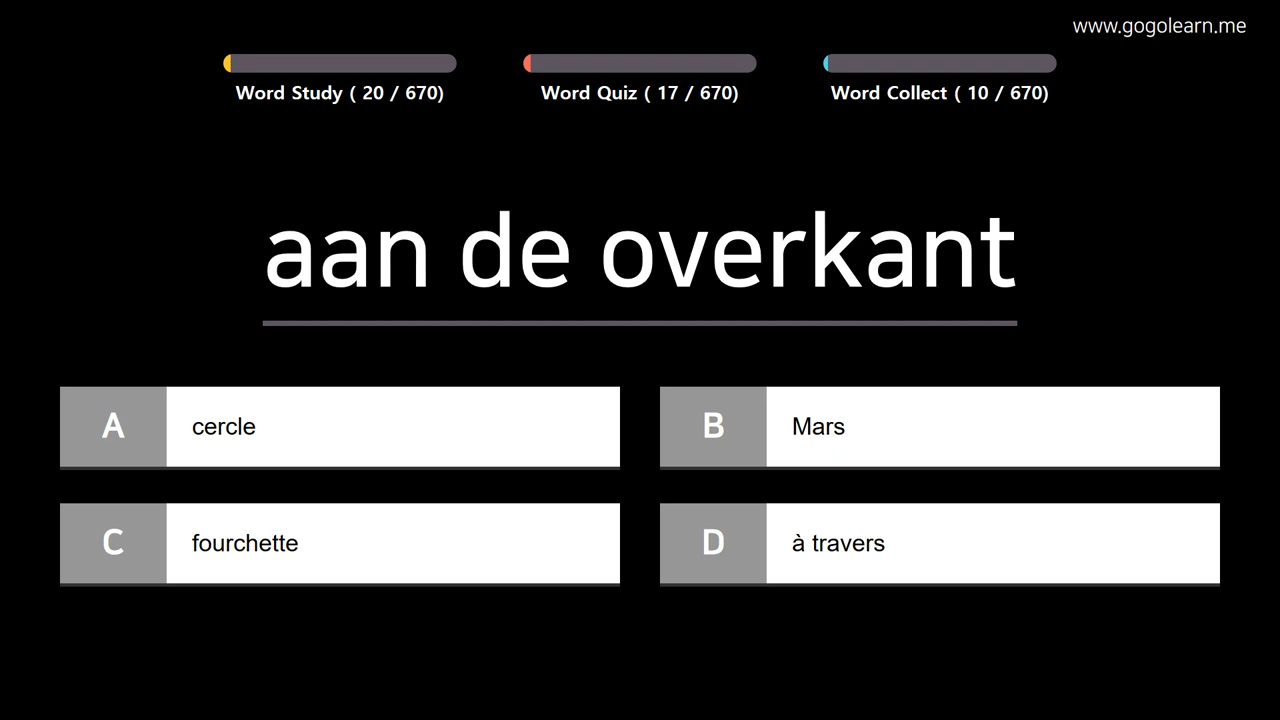 www.gogolearn.me
Word Study ( 20 / 670)
Word Quiz ( 17 / 670)
Word Collect ( 10 / 670)
aan de overkant
A cercle
B Mars
C fourchette
D à travers